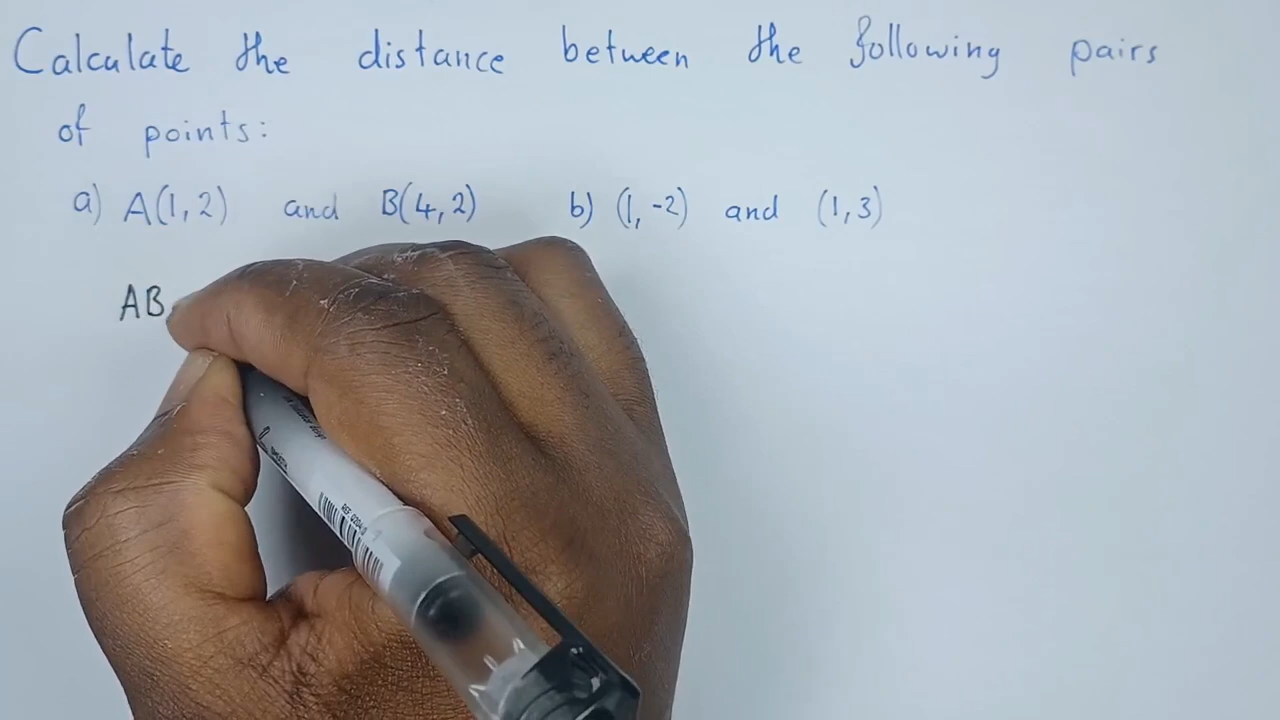 Calculate the distance between the following pairs
of points:
a) A(1, 2) and B(4, 2) b) (1, -2) and (1, 3)
AB